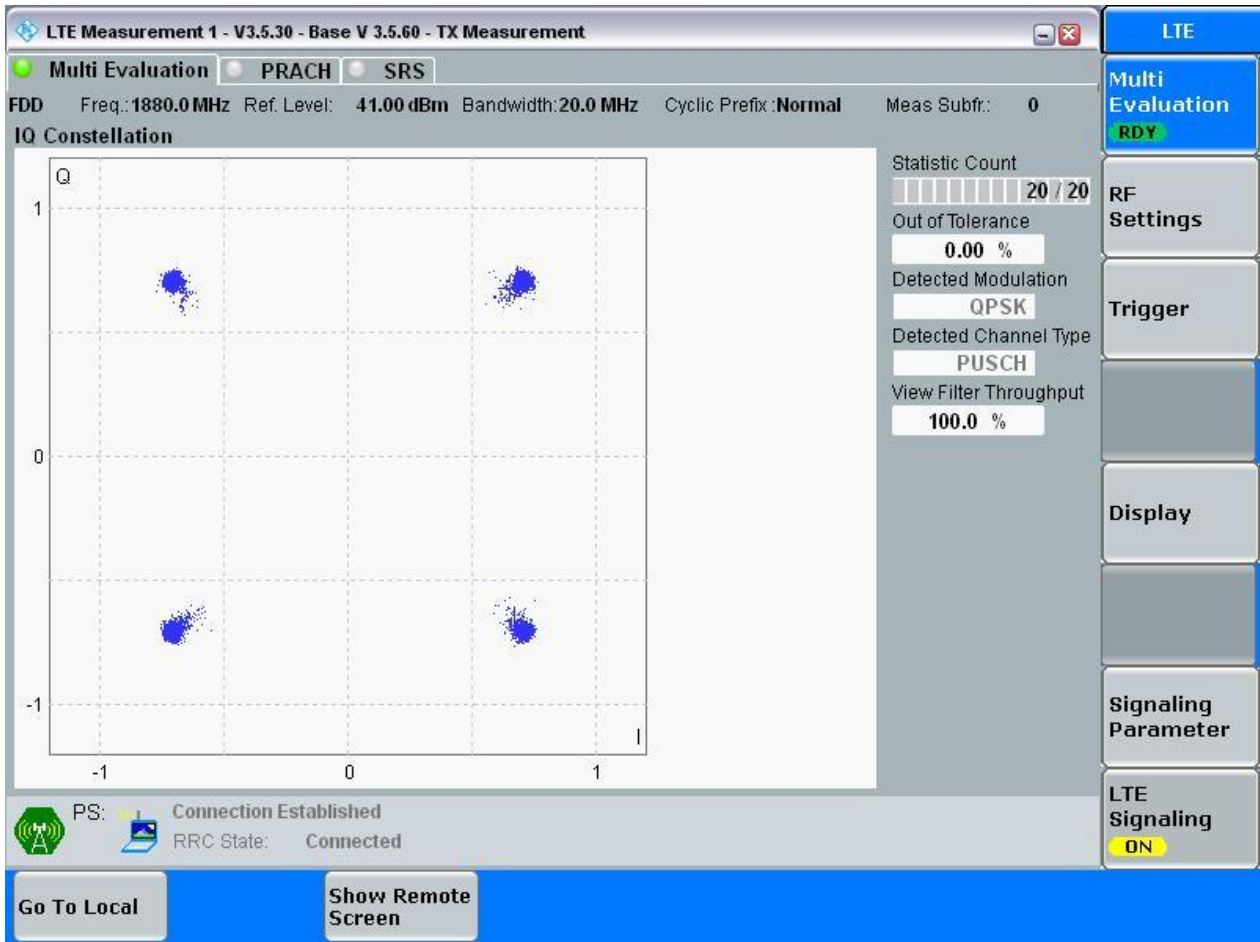 LTE Measurement 1 - V3.5.30 - Base V 3.5.60 - TX Measurement
LTE
Multi Evaluation PRACH SRS
FDD Freq.: 1880.0 MHz Ref. Level: 41.00 dBm Bandwidth: 20.0 MHz Cyclic Prefix : Normal Meas Subfr.: 0
IQ Constellation
Q
1
0
-1
I
-1 0 1
Statistic Count
20 / 20
Out of Tolerance
0.00 %
Detected Modulation
QPSK
Detected Channel Type
PUSCH
View Filter Throughput
100.0 %
Multi
Evaluation
RDY
RF
Settings
Trigger
Display
Signaling
Parameter
LTE
Signaling
ON
PS: Connection Established
RRC State: Connected
Go To Local
Show Remote
Screen